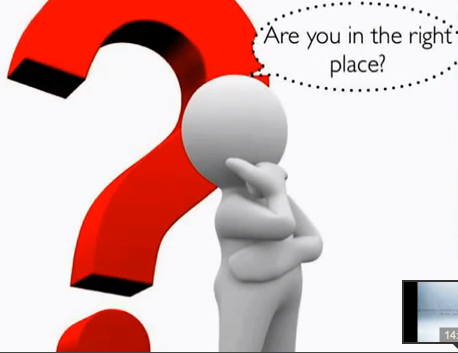 Are you in the right
place?